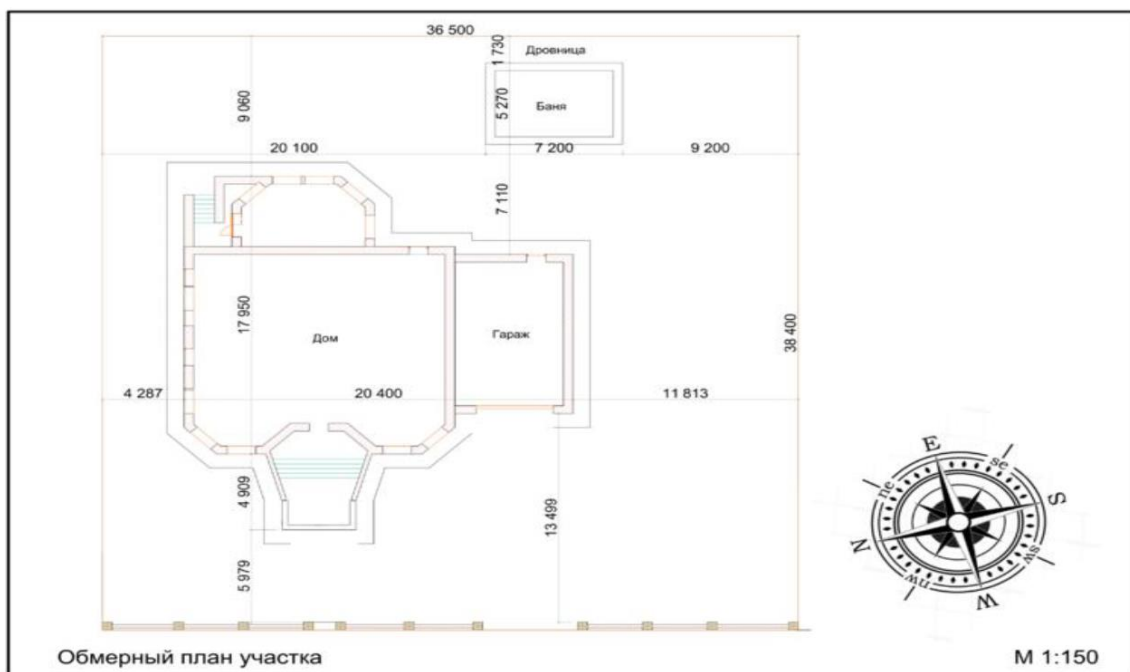 36 500
1 730
Дровница
9 060
5 270
Баня
20 100
7 200
9 200
7 110
17 950
Дом
Гараж
38 400
4 287
20 400
11 813
4 909
13 499
5 979
E
se
S
sw
W
nw
N
ne
Обмерный план участка
М 1:150